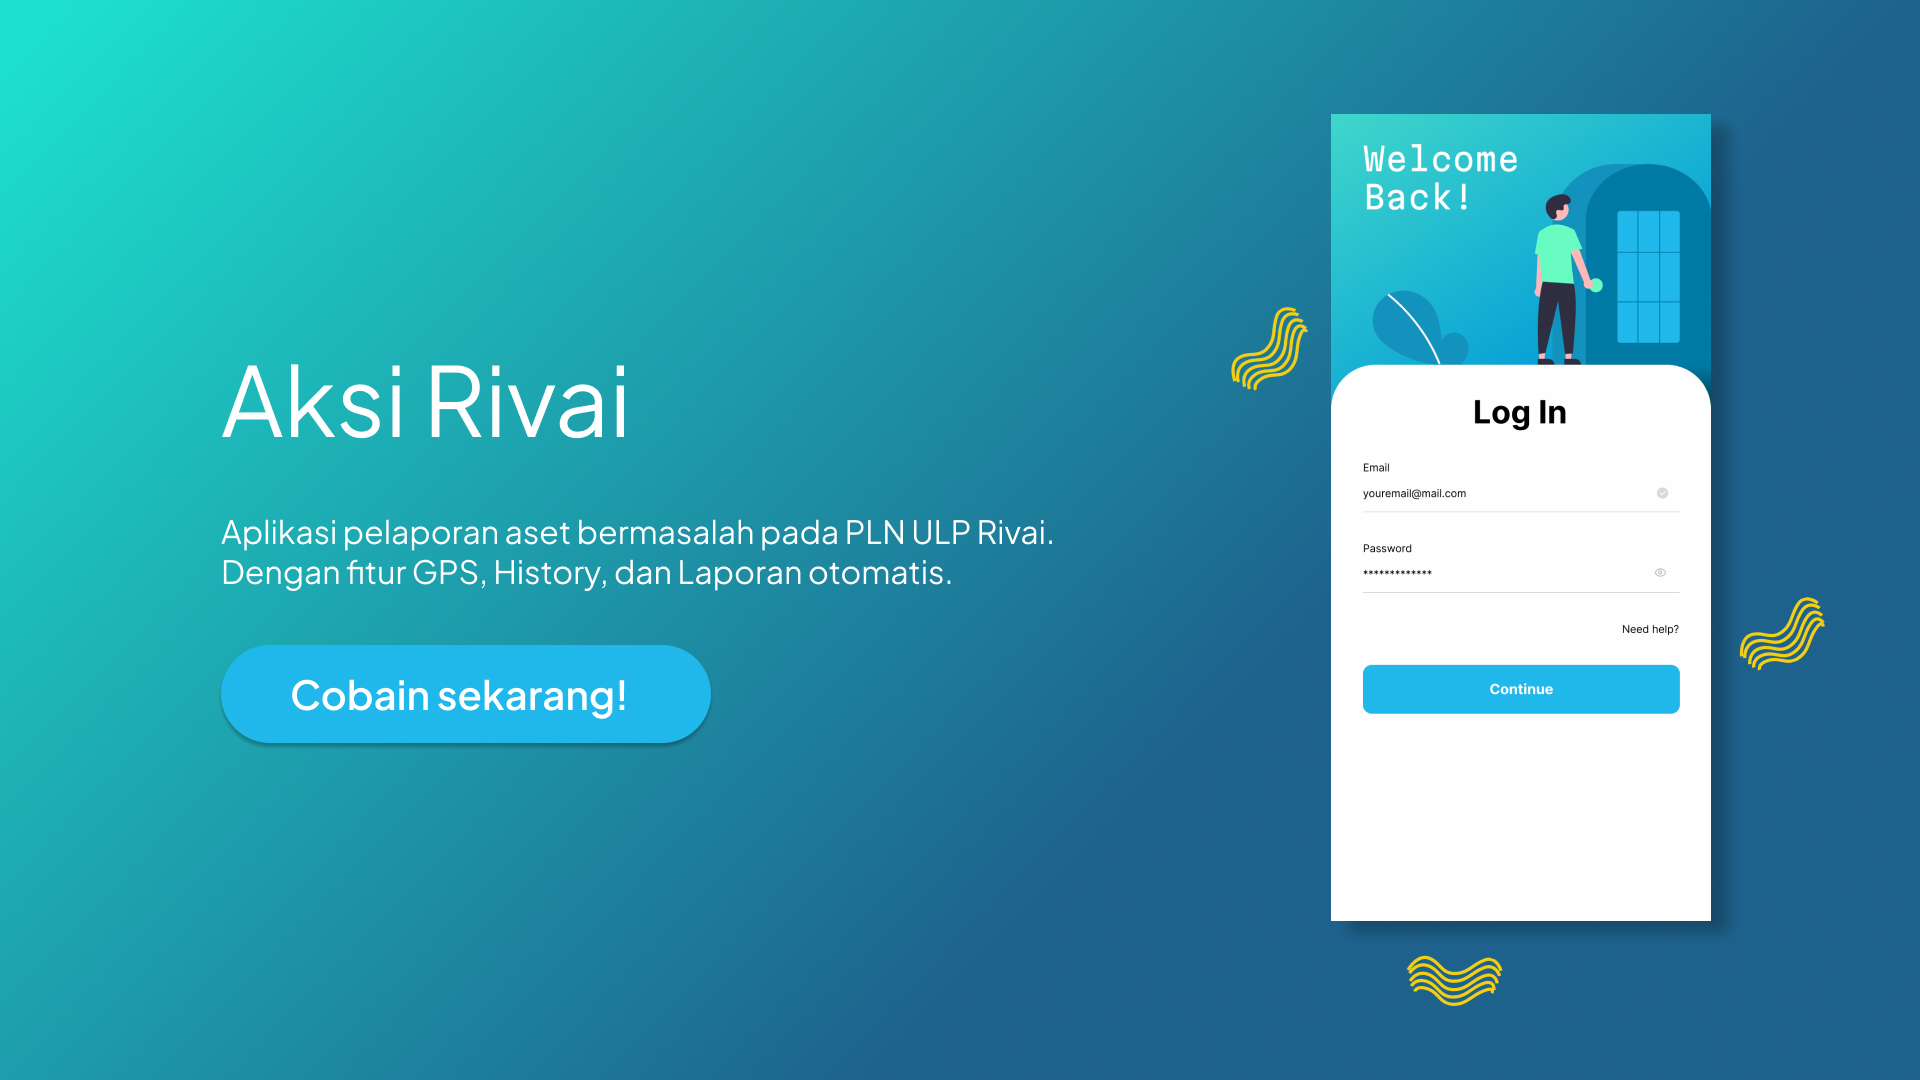 Aksi Rivai
Aplikasi pelaporan aset bermasalah pada PLN ULP Rivai.
Dengan fitur GPS, History, dan Laporan otomatis.
Cobain sekarang!
Welcome
Back!
Log In
Email
youremail@mail.com
Password
*************
Need help?
Continue